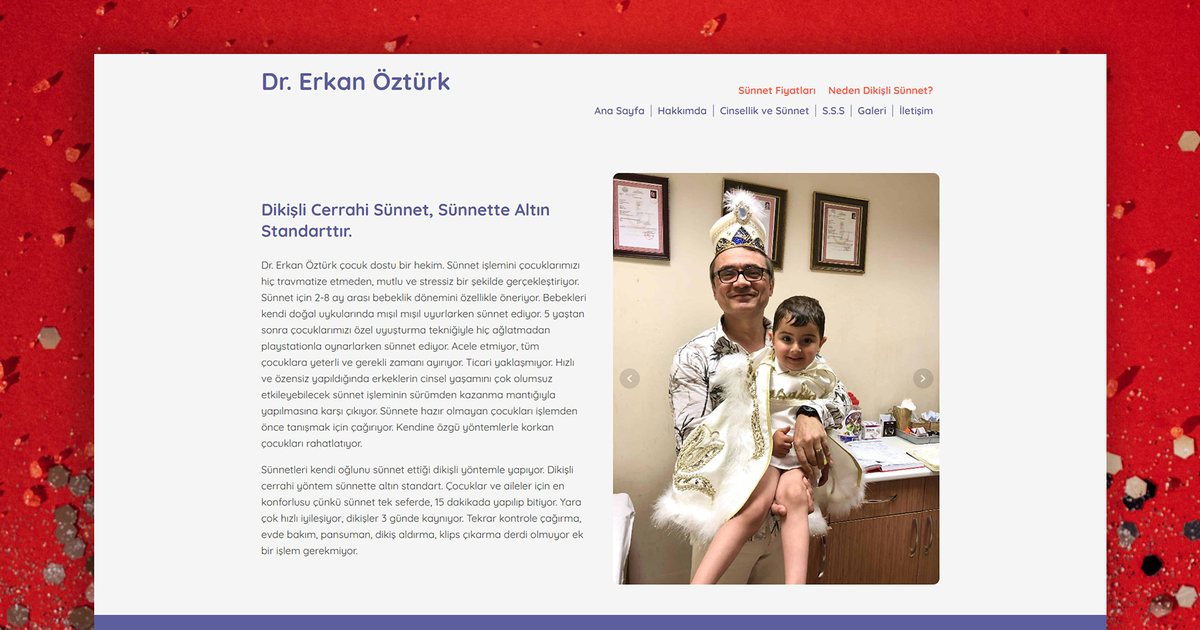 Dr. Erkan Öztürk
Sünnet Fiyatları Neden Dikişli Sünnet?
Ana Sayfa | Hakkımda | Cinsellik ve Sünnet | S.S.S | Galeri | İletişim
Dikişli Cerrahi Sünnet, Sünnette Altın
Standarttır.
Dr. Erkan Öztürk çocuk dostu bir hekim. Sünnet işlemini çocuklarımızı
hiç travmatize etmeden, mutlu ve stressiz bir şekilde gerçekleştiriyor.
Sünnet için 2-8 ay arası bebeklik dönemini özellikle öneriyor. Bebekleri
kendi doğal uykularında mışıl mışıl uyurlarken sünnet ediyor. 5 yaştan
sonra çocuklarımızı özel uyuşturma tekniğiyle hiç ağlatmadan
playstationla oynarlarken sünnet ediyor. Acele etmiyor, tüm
çocuklara yeterli ve gerekli zamanı ayırıyor. Ticari yaklaşmıyor. Hızlı
ve özensiz yapıldığında erkeklerin cinsel yaşamını çok olumsuz
etkileyebilecek sünnet işleminin sürümden kazanma mantığıyla
yapılmasına karşı çıkıyor. Sünnete hazır olmayan çocukları işlemden
önce tanışmak için çağırıyor. Kendine özgü yöntemlerle korkan
çocukları rahatlatıyor.
Sünnetleri kendi oğlunu sünnet ettiği dikişli yöntemle yapıyor. Dikişli
cerrahi yöntem sünnette altın standart. Çocuklar ve aileler için en
konforlusu çünkü sünnet tek seferde, 15 dakikada yapılıp bitiyor. Yara
çok hızlı iyileşiyor, dikişler 3 günde kaynıyor. Tekrar kontrole çağırma,
evde bakım, pansuman, dikiş aldırma, klips çıkarma derdi olmuyor ek
bir işlem gerekmiyor.